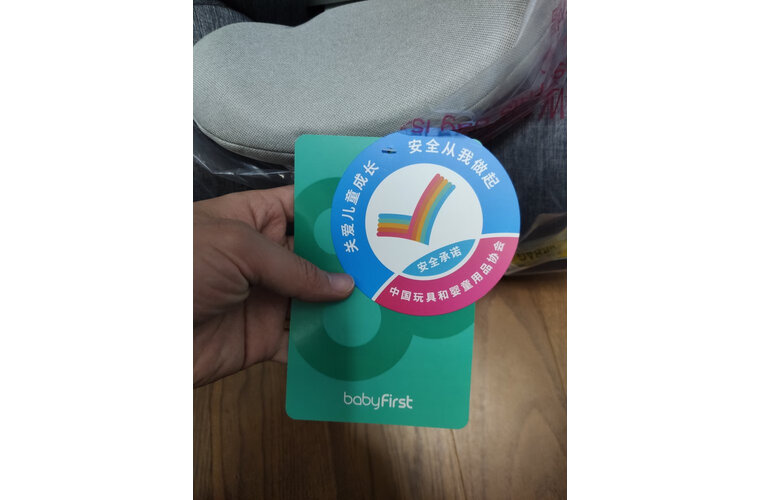 关爱儿童成长 安全从我做起
安全承诺
中国玩具和婴童用品协会
babyFirst